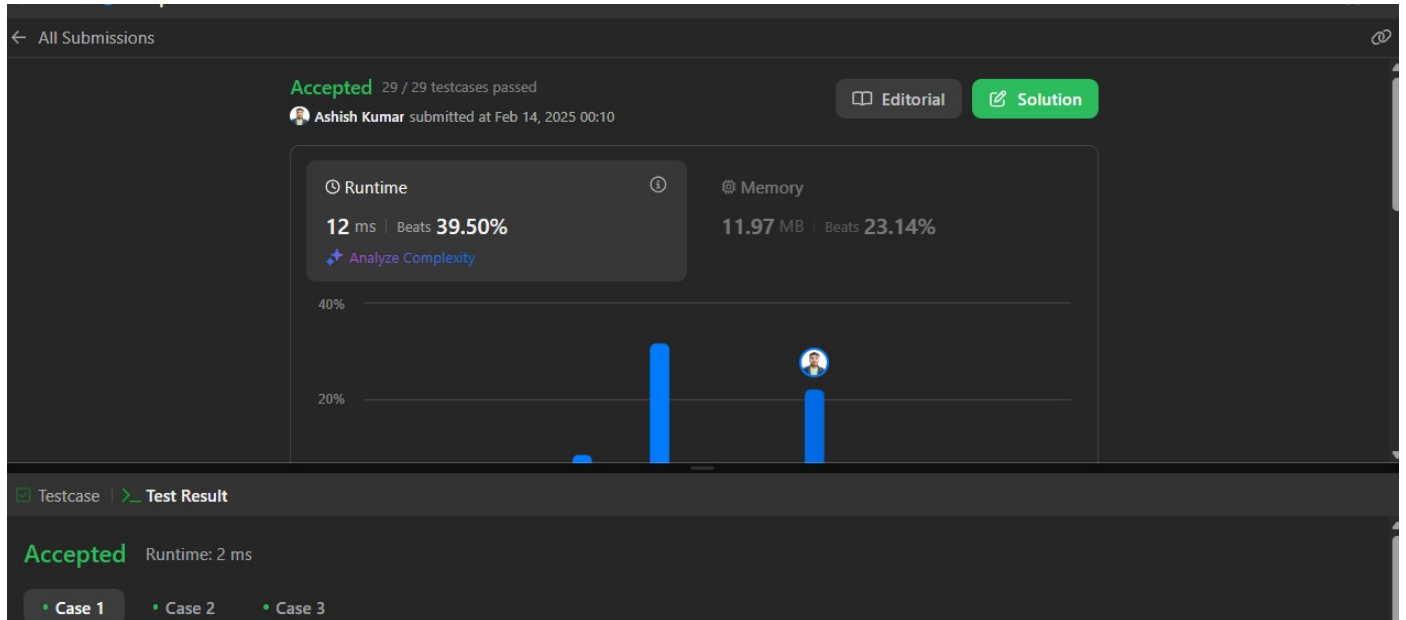 All Submissions
Accepted 29 / 29 testcases passed
Ashish Kumar submitted at Feb 14, 2025 00:10
Editorial
Solution
Runtime
12 ms | Beats 39.50%
Analyze Complexity
Memory
11.97 MB | Beats 23.14%
40%
20%
Testcase | >_ Test Result
Accepted Runtime: 2 ms
• Case 1 • Case 2 • Case 3